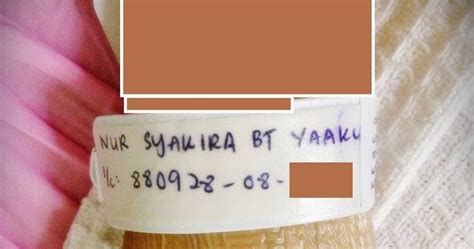 NUR SYAKIRA BT YAAKU
I/C: 880928-08-